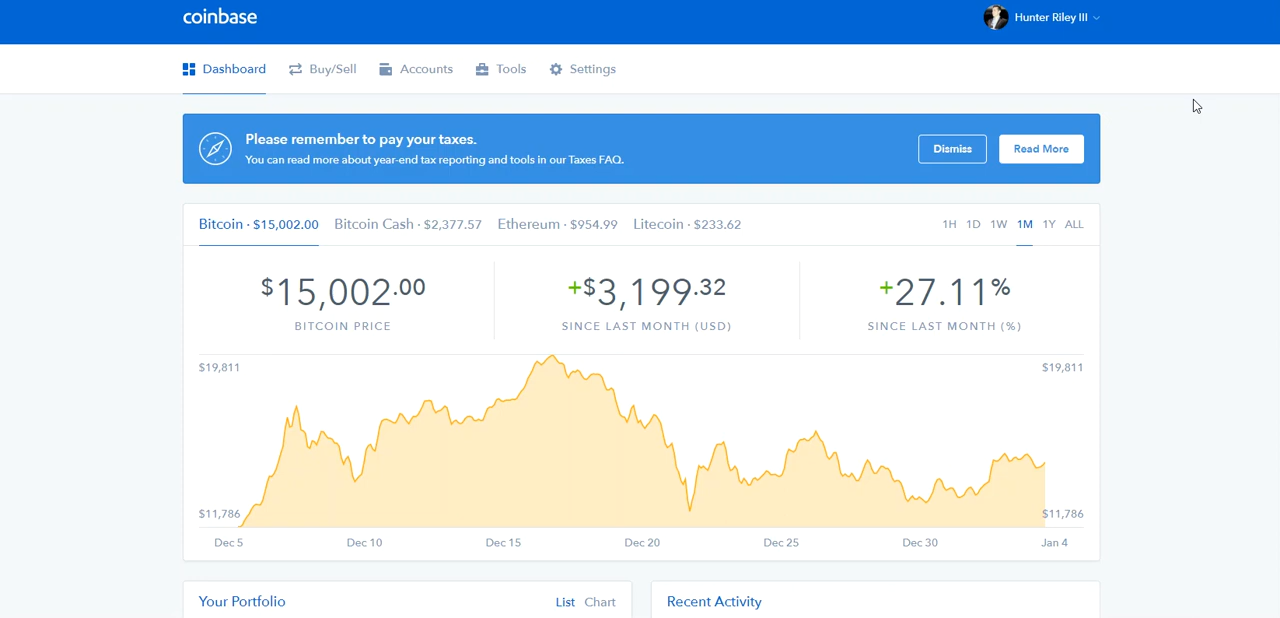 coinbase
Hunter Riley III
Dashboard Buy/Sell Accounts Tools Settings
Please remember to pay your taxes.
You can read more about year-end tax reporting and tools in our Taxes FAQ.
Dismiss Read More
Bitcoin · $15,002.00 Bitcoin Cash · $2,377.57 Ethereum · $954.99 Litecoin · $233.62 1H 1D 1W 1M 1Y ALL
$15,002.00 +$3,199.32 +27.11%
BITCOIN PRICE SINCE LAST MONTH (USD) SINCE LAST MONTH (%)
$19,811 $19,811
$11,786 $11,786
Dec 5 Dec 10 Dec 15 Dec 20 Dec 25 Dec 30 Jan 4
Your Portfolio List Chart Recent Activity